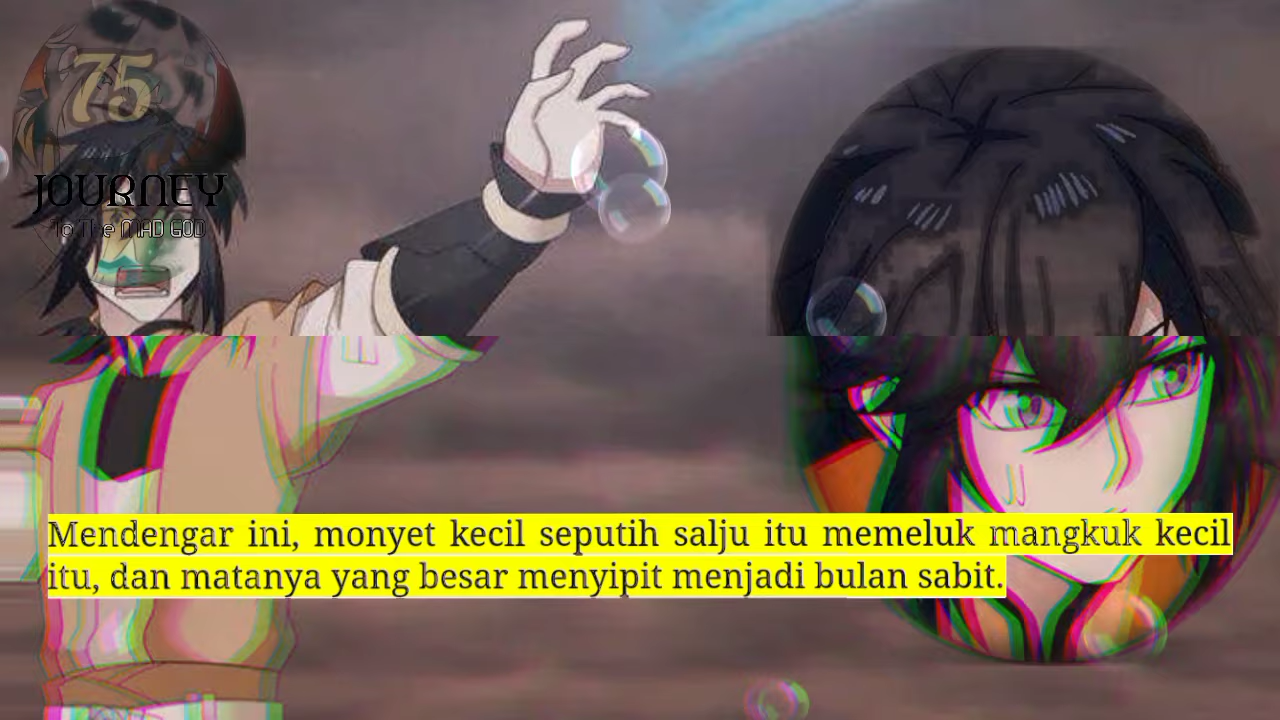 75
JOURNEY
To The MAD GOD
Mendengar ini, monyet kecil seputih salju itu memeluk mangkuk kecil
itu, dan matanya yang besar menyipit menjadi bulan sabit.